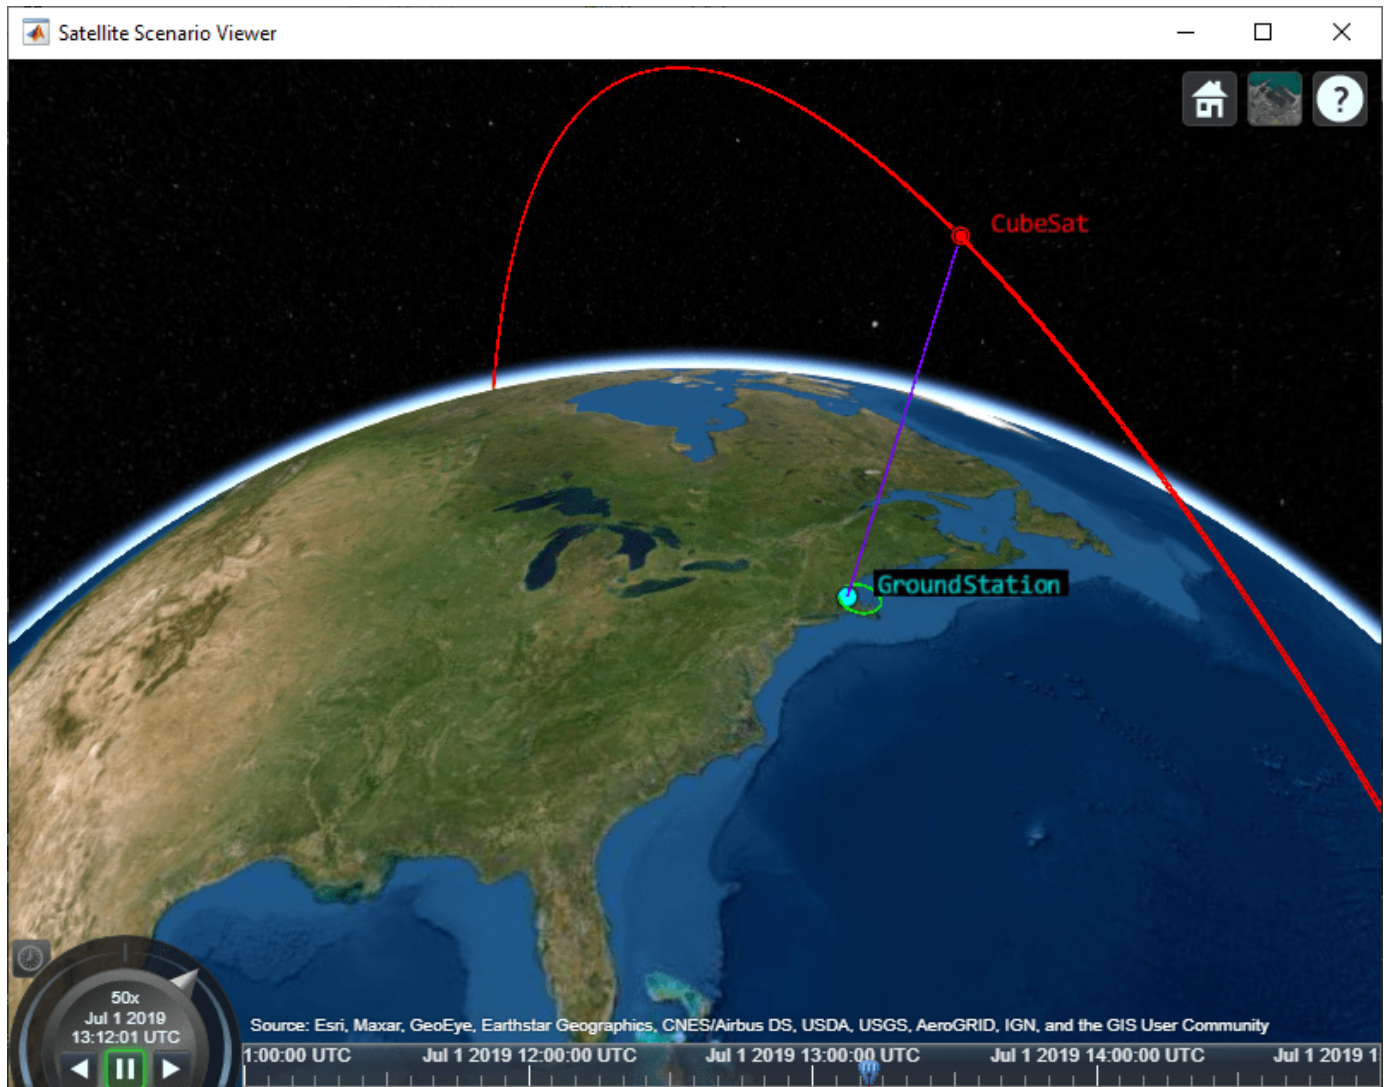 Satellite Scenario Viewer
?
CubeSat
GroundStation
50x
Jul 1 2019
13:12:01 UTC
Source: Esri, Maxar, GeoEye, Earthstar Geographics, CNES/Airbus DS, USDA, USGS, AeroGRID, IGN, and the GIS User Community
1:00:00 UTC Jul 1 2019 12:00:00 UTC Jul 1 2019 13:00:00 UTC Jul 1 2019 14:00:00 UTC Jul 1 2019 1